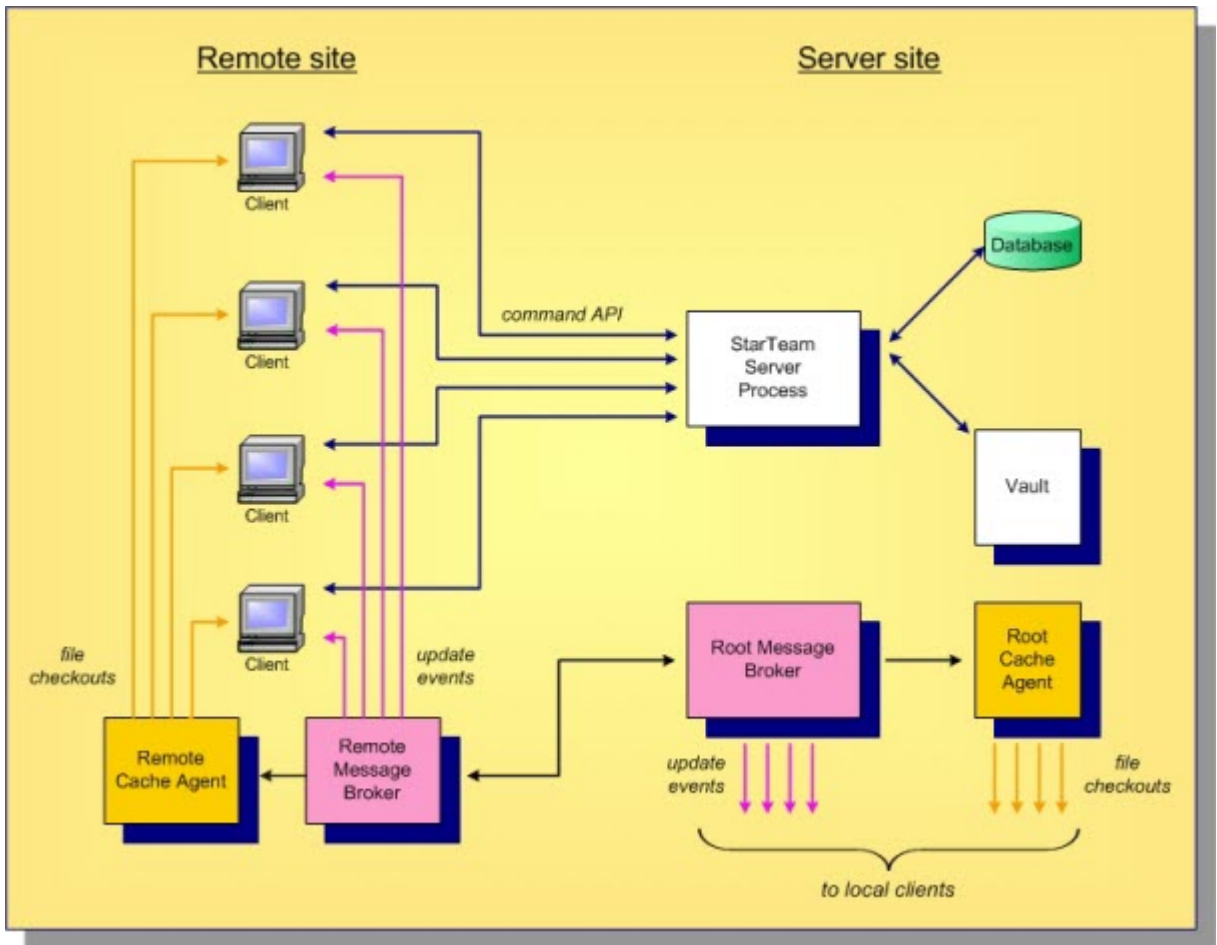 Remote site
Server site
Client
Database
command API
Client
StarTeam
Server
Process
Vault
Client
Client
file
checkouts
update
events
Root Message
Broker
Root
Cache
Agent
Remote
Cache Agent
Remote
Message
Broker
update
events
file
checkouts
to local clients